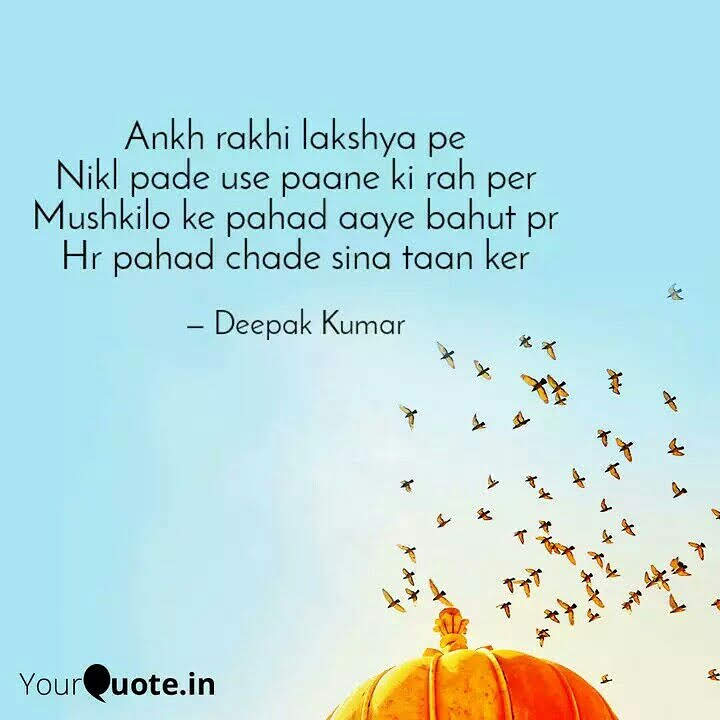 Ankh rakhi lakshya pe
Nikl pade use paane ki rah per
Mushkilo ke pahad aaye bahut pr
Hr pahad chade sina taan ker
– Deepak Kumar
YourQuote.in